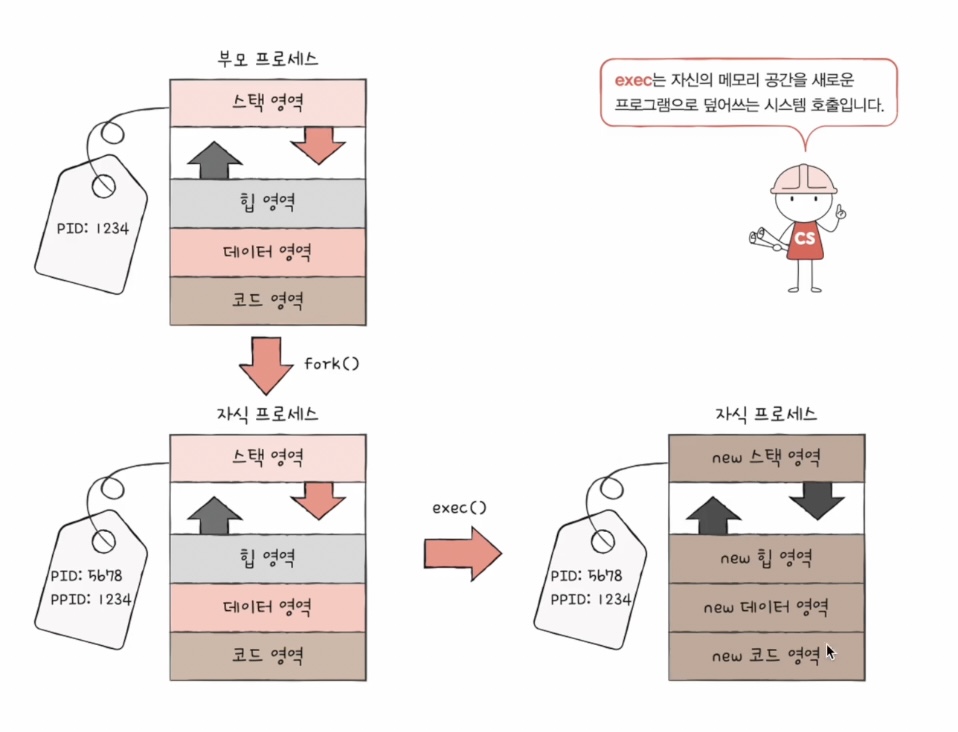 부모 프로세스
스택 영역
힙 영역
데이터 영역
코드 영역
PID: 1234
exec는 자신의 메모리 공간을 새로운
프로그램으로 덮어쓰는 시스템 호출입니다.
CS
fork()
자식 프로세스
스택 영역
힙 영역
데이터 영역
코드 영역
PID: 5678
PPID: 1234
exec()
자식 프로세스
new 스택 영역
new 힙 영역
new 데이터 영역
new 코드 영역
PID: 5678
PPID: 1234